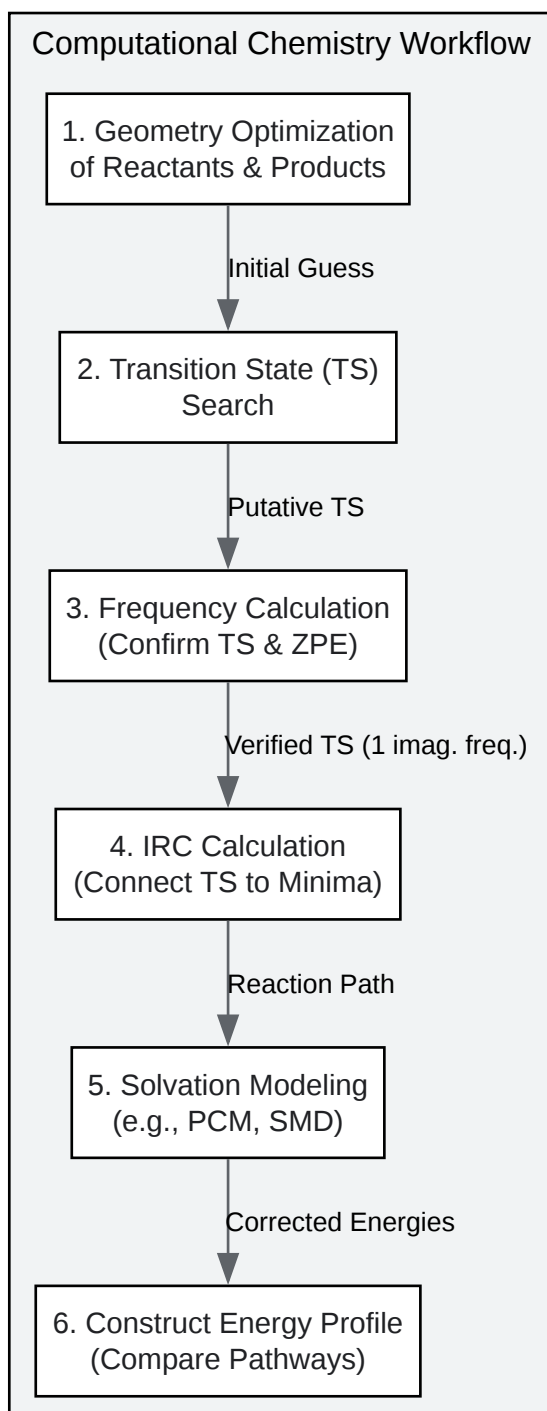 Computational Chemistry Workflow
1. Geometry Optimization
of Reactants & Products
Initial Guess
2. Transition State (TS)
Search
Putative TS
3. Frequency Calculation
(Confirm TS & ZPE)
Verified TS (1 imag. freq.)
4. IRC Calculation
(Connect TS to Minima)
Reaction Path
5. Solvation Modeling
(e.g., PCM, SMD)
Corrected Energies
6. Construct Energy Profile
(Compare Pathways)